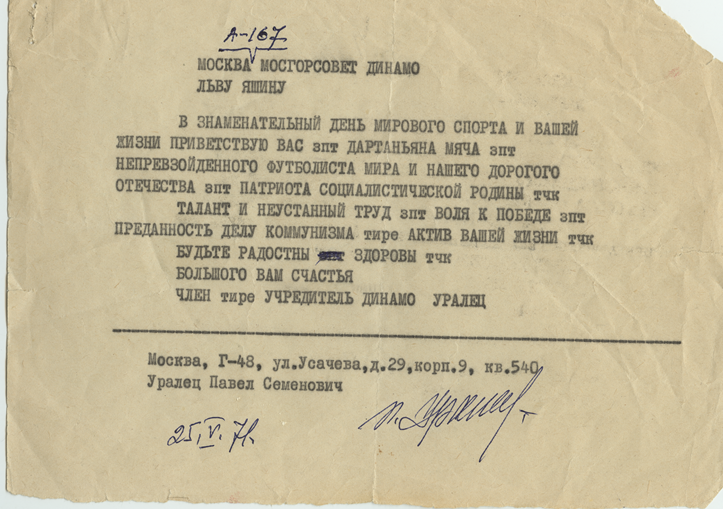 А-167
МОСКВА МОСГОРСОВЕТ ДИНАМО
ЛЬВУ ЯШИНУ
В ЗНАМЕНАТЕЛЬНЫЙ ДЕНЬ МИРОВОГО СПОРТА И ВАШЕЙ
ЖИЗНИ ПРИВЕТСТВУЮ ВАС зпт ДАРТАНЬЯНА МЯЧА зпт
НЕПРЕВЗОЙДЕННОГО ФУТБОЛИСТА МИРА И НАШЕГО ДОРОГОГО
ОТЕЧЕСТВА зпт ПАТРИОТА СОЦИАЛИСТИЧЕСКОЙ РОДИНЫ тчк
ТАЛАНТ И НЕУСТАННЫЙ ТРУД зпт ВОЛЯ К ПОБЕДЕ зпт
ПРЕДАННОСТЬ ДЕЛУ КОММУНИЗМА тире АКТИВ ВАШЕЙ ЖИЗНИ тчк
БУДЬТЕ РАДОСТНЫ ЗДОРОВЫ тчк
БОЛЬШОГО ВАМ СЧАСТЬЯ
ЧЛЕН тире УЧРЕДИТЕЛЬ ДИНАМО УРАЛЕЦ
Москва, Г-48, ул.Усачева,д.29,корп.9, кв.540
Уралец Павел Семенович
25.V.71.
П. Уралец